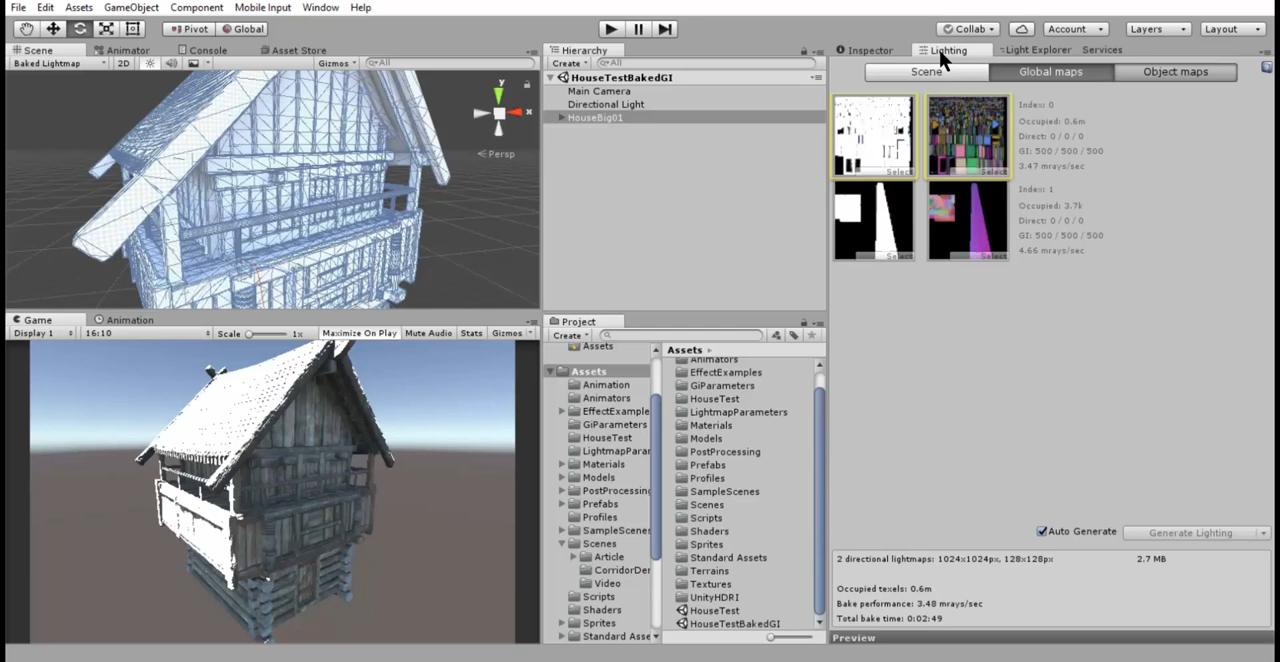 File Edit Assets GameObject Component Mobile Input Window Help
Pivot Global Collab Account Layers Layout
Scene Animator Console Asset Store
Baked Lightmap 2D Gizmos All
y
x
Persp
Game Animation
Display 1 16:10 Scale 1x Maximize On Play Mute Audio Stats Gizmos
Hierarchy
Create All
HouseTestBakedGI
Main Camera
Directional Light
HouseBig01
Project
Create
Assets
Assets
Animation
Animators
EffectExample
GiParameters
HouseTest
LightmapParar
Materials
Models
PostProcessing
Prefabs
Profiles
SampleScenes
Scenes
Article
CorridorDer
Video
Scripts
Shaders
Sprites
Standard Asse
Assets
Animators
EffectExamples
GiParameters
HouseTest
LightmapParameters
Materials
Models
PostProcessing
Prefabs
Profiles
SampleScenes
Scenes
Scripts
Shaders
Sprites
Standard Assets
Terrains
Textures
UnityHDRI
HouseTest
HouseTestBakedGI
Inspector Lighting Light Explorer Services
Scene Global maps Object maps
Select Select
Index: 0
Occupied: 0.6m
Direct: 0 / 0 / 0
GI: 500 / 500 / 500
3.47 mrays/sec
Select Select
Index: 1
Occupied: 3.7k
Direct: 0 / 0 / 0
GI: 500 / 500 / 500
4.66 mrays/sec
Auto Generate Generate Lighting
2 directional lightmaps: 1024x1024px, 128x128px 2.7 MB
Occupied texels: 0.6m
Bake performance: 3.48 mrays/sec
Total bake time: 0:02:49
Preview